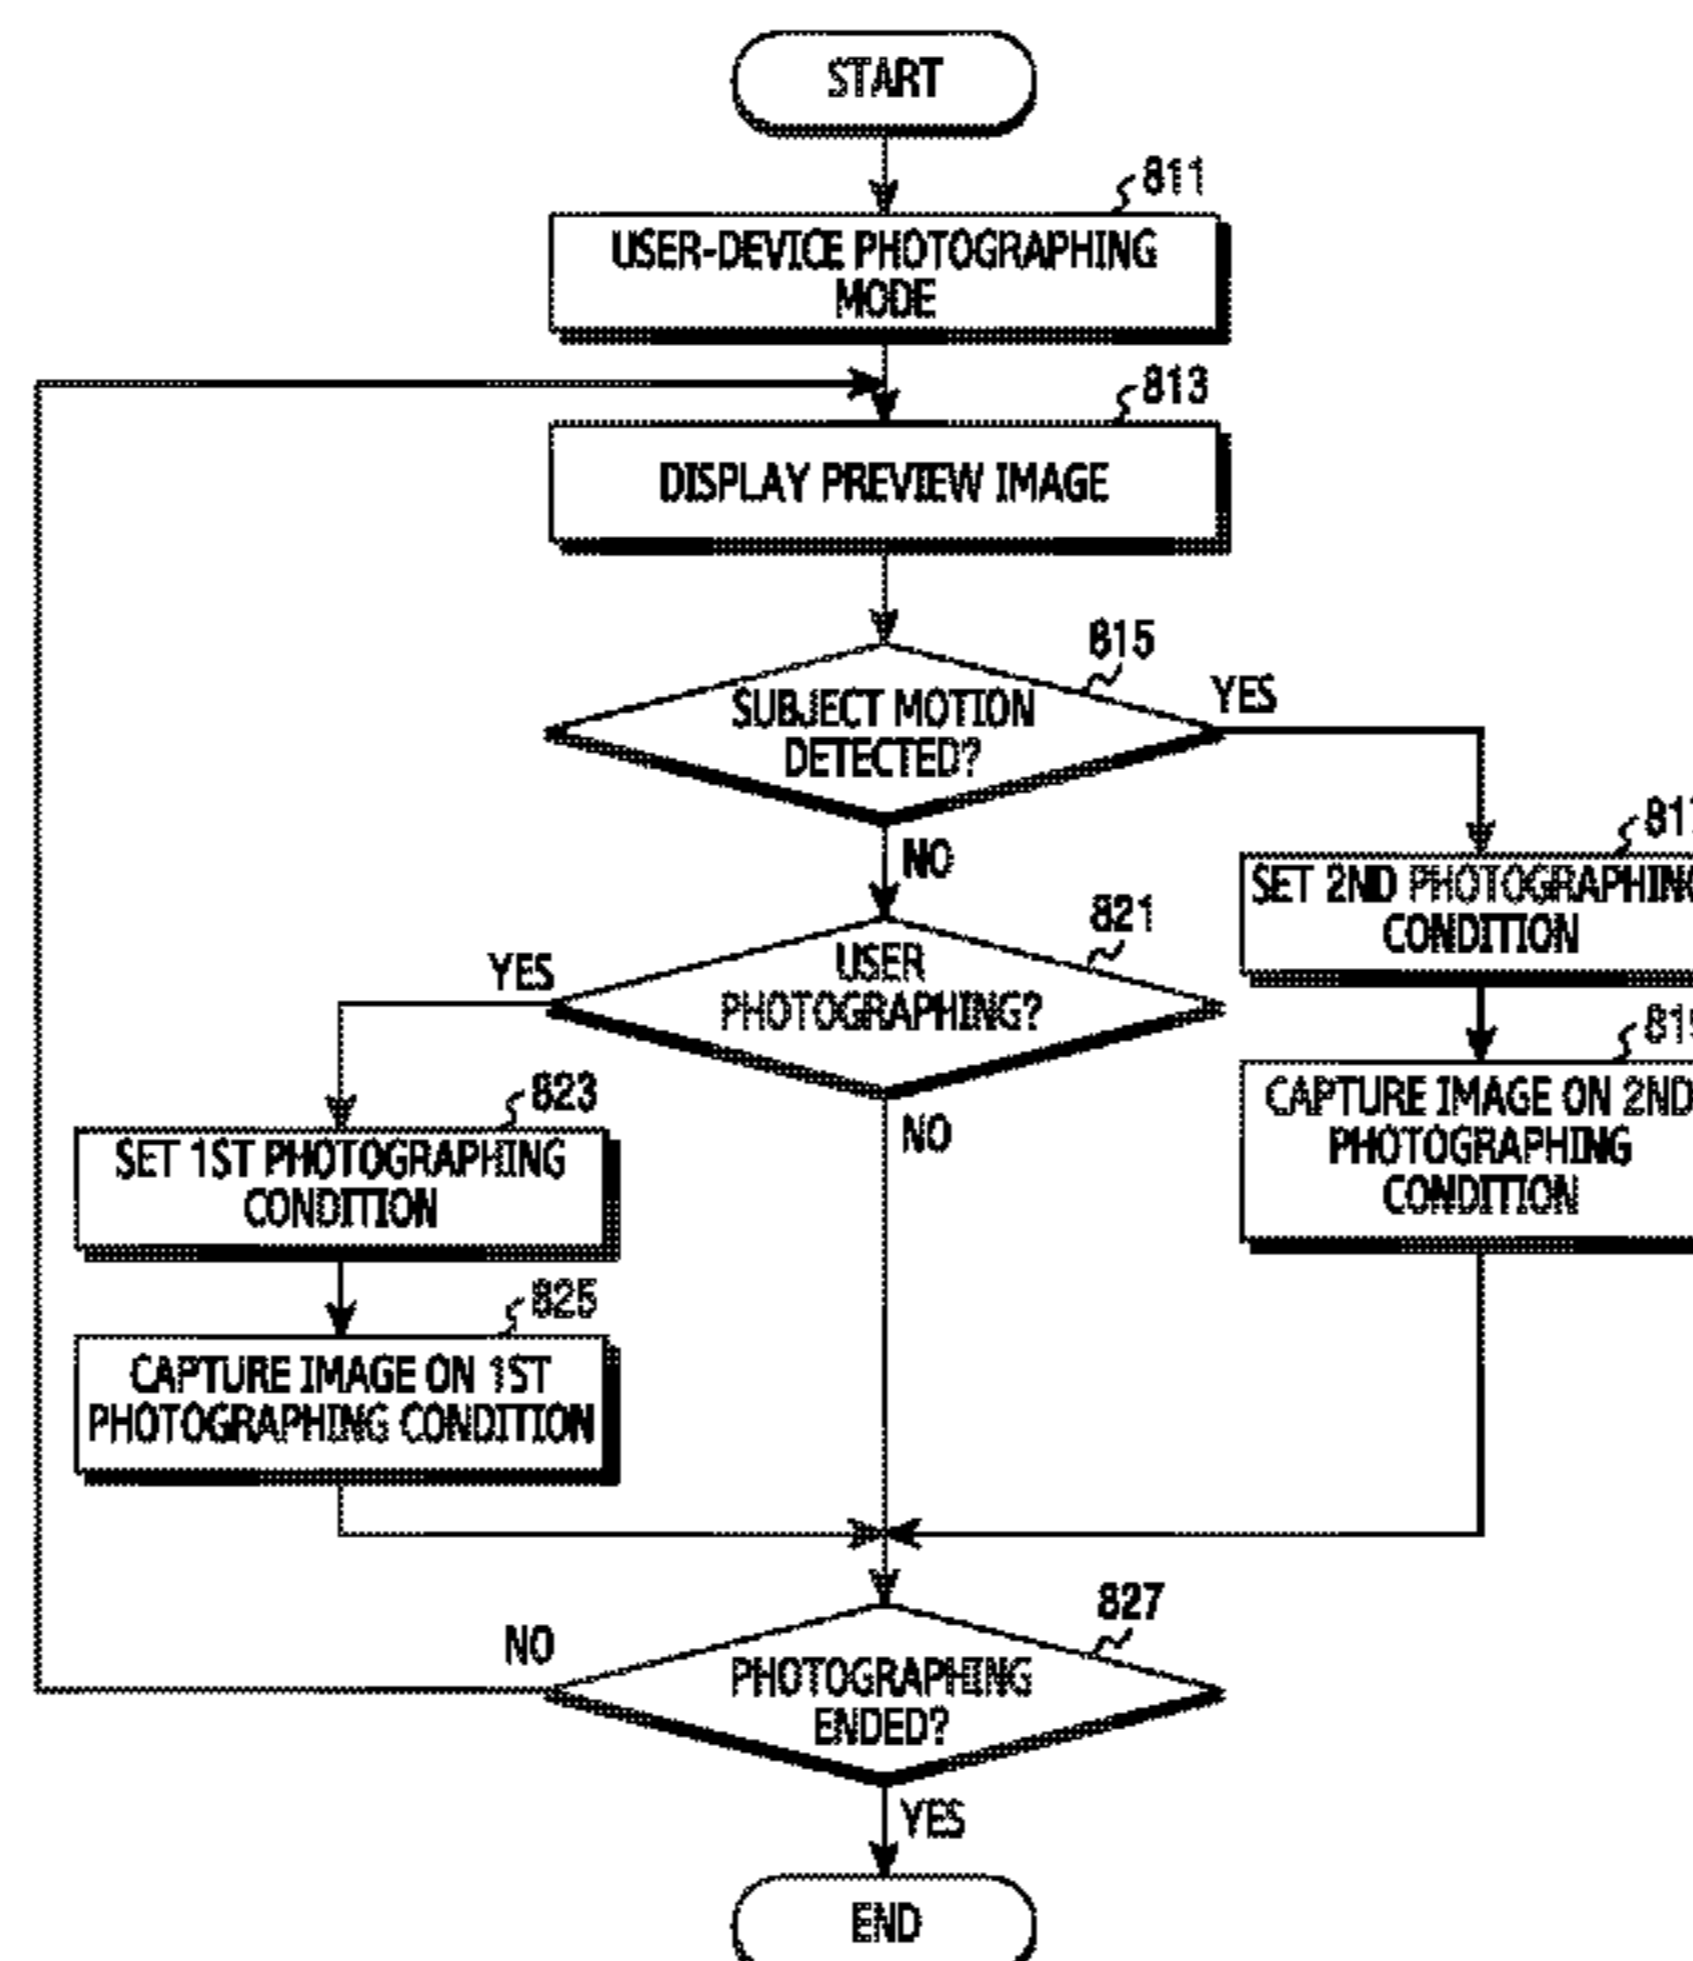 START
811
USER-DEVICE PHOTOGRAPHING
MODE
813
DISPLAY PREVIEW IMAGE
815
SUBJECT MOTION
DETECTED?
YES
NO
SET 2ND PHOTOGRAPHING
CONDITION
821
USER
PHOTOGRAPHING?
YES
NO
CAPTURE IMAGE ON 2ND
PHOTOGRAPHING
CONDITION
823
SET 1ST PHOTOGRAPHING
CONDITION
825
CAPTURE IMAGE ON 1ST
PHOTOGRAPHING CONDITION
827
PHOTOGRAPHING
ENDED?
NO
YES
END